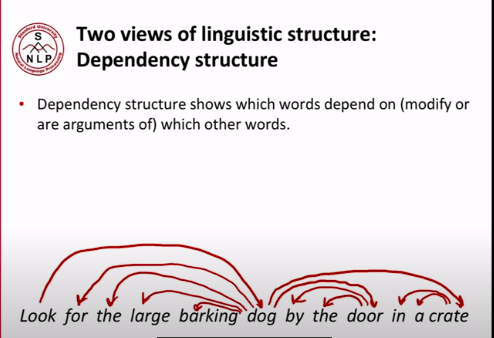 Stanford University
S
NLP
Natural Language Processing
Two views of linguistic structure:
Dependency structure
• Dependency structure shows which words depend on (modify or
are arguments of) which other words.
Look for the large barking dog by the door in a crate